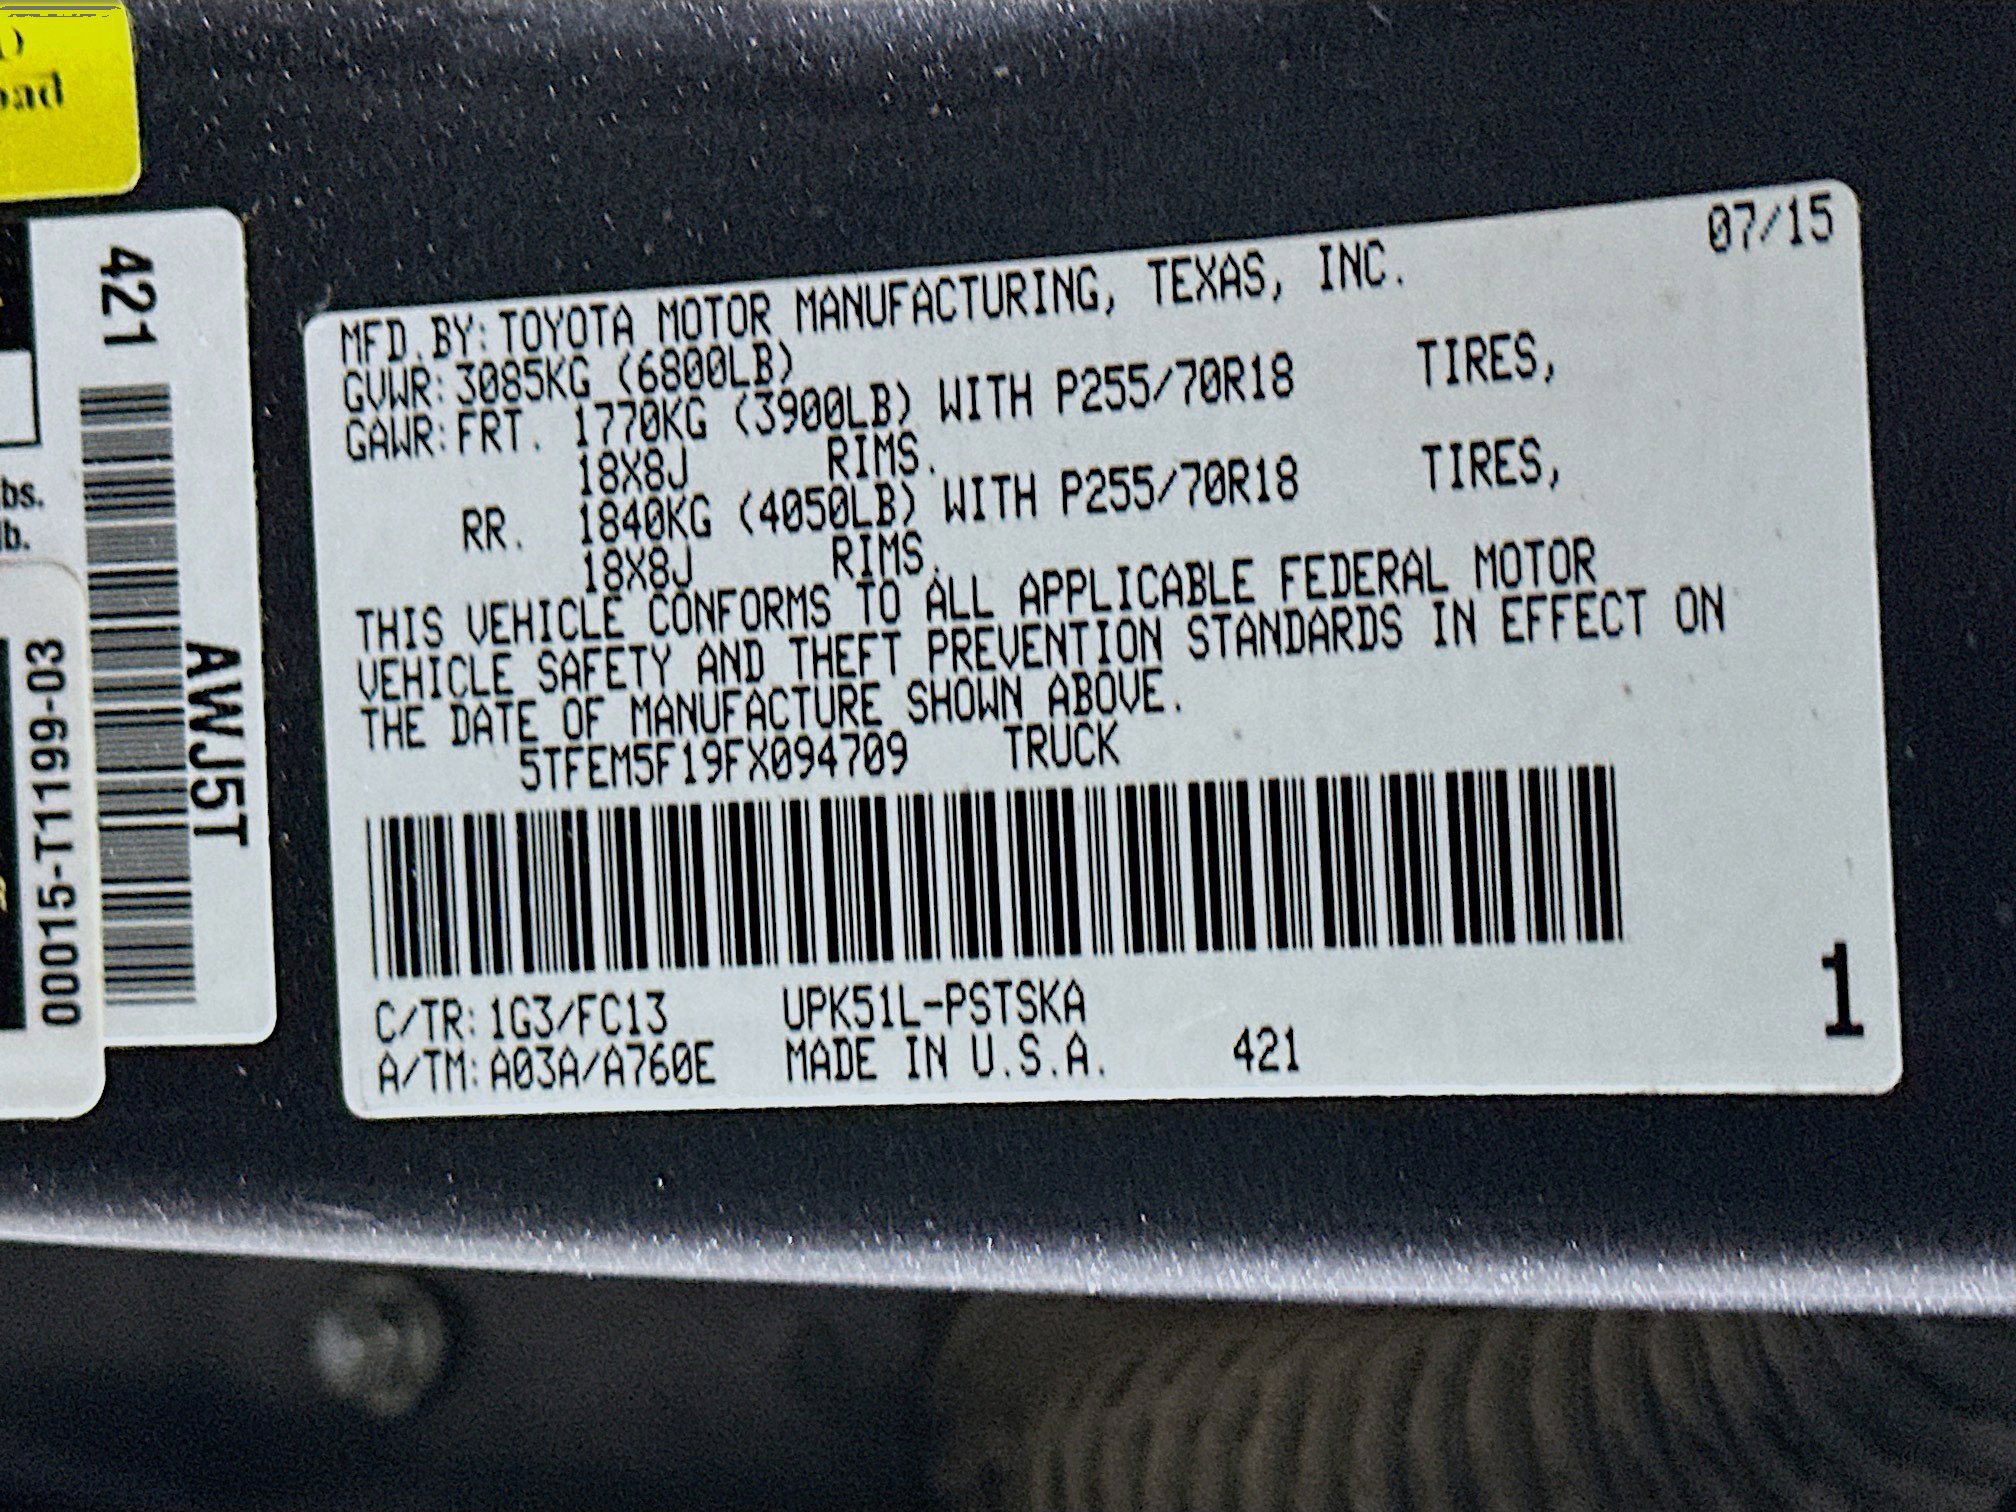 oad
421
AWJ5T
00015-T1199-03
bs.
lb.
07/15
MFD.BY:TOYOTA MOTOR MANUFACTURING, TEXAS, INC.
GVWR:3085KG (6800LB)
GAWR:FRT. 1770KG (3900LB) WITH P255/70R18 TIRES,
18X8J RIMS.
RR. 1840KG (4050LB) WITH P255/70R18 TIRES,
18X8J RIMS.
THIS VEHICLE CONFORMS TO ALL APPLICABLE FEDERAL MOTOR
VEHICLE SAFETY AND THEFT PREVENTION STANDARDS IN EFFECT ON
THE DATE OF MANUFACTURE SHOWN ABOVE.
5TFEM5F19FX094709 TRUCK
C/TR:1G3/FC13 UPK51L-PSTSKA
A/TM:A03A/A760E MADE IN U.S.A. 421
1